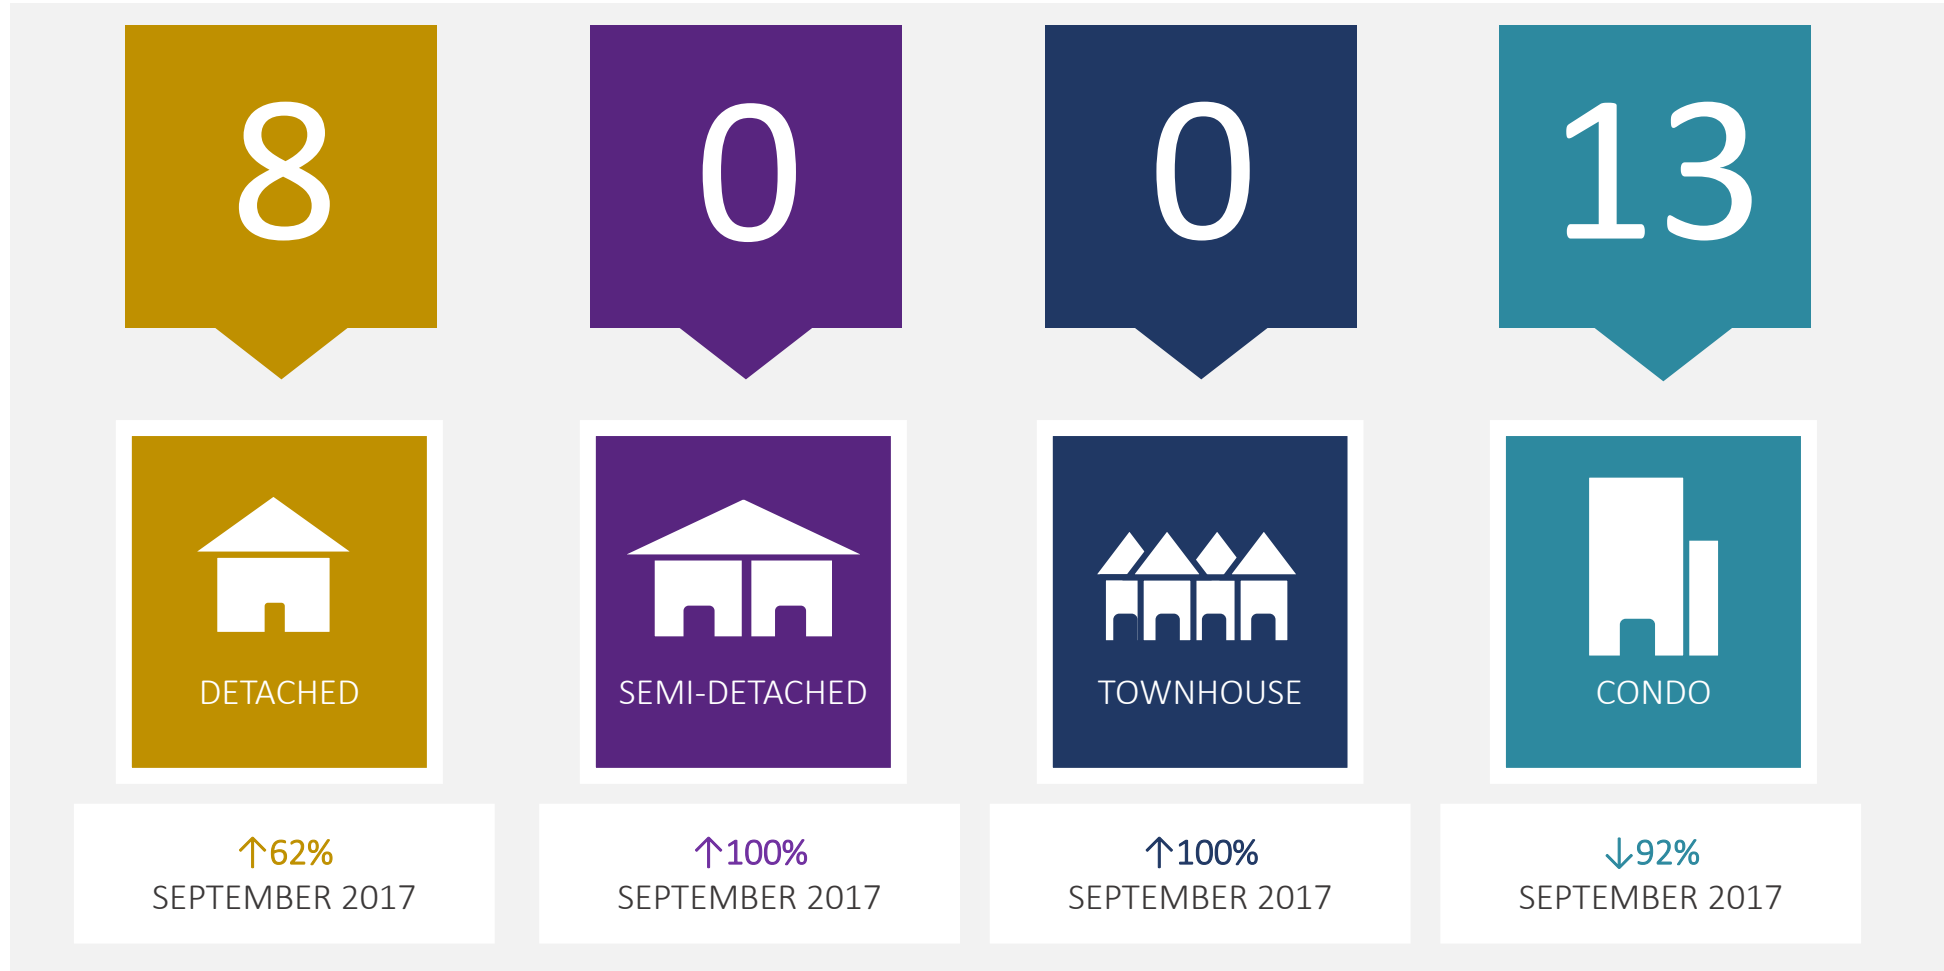 8
0
0
13
DETACHED
SEMI-DETACHED
TOWNHOUSE
CONDO
↑62%
SEPTEMBER 2017
↑100%
SEPTEMBER 2017
↑100%
SEPTEMBER 2017
↓92%
SEPTEMBER 2017